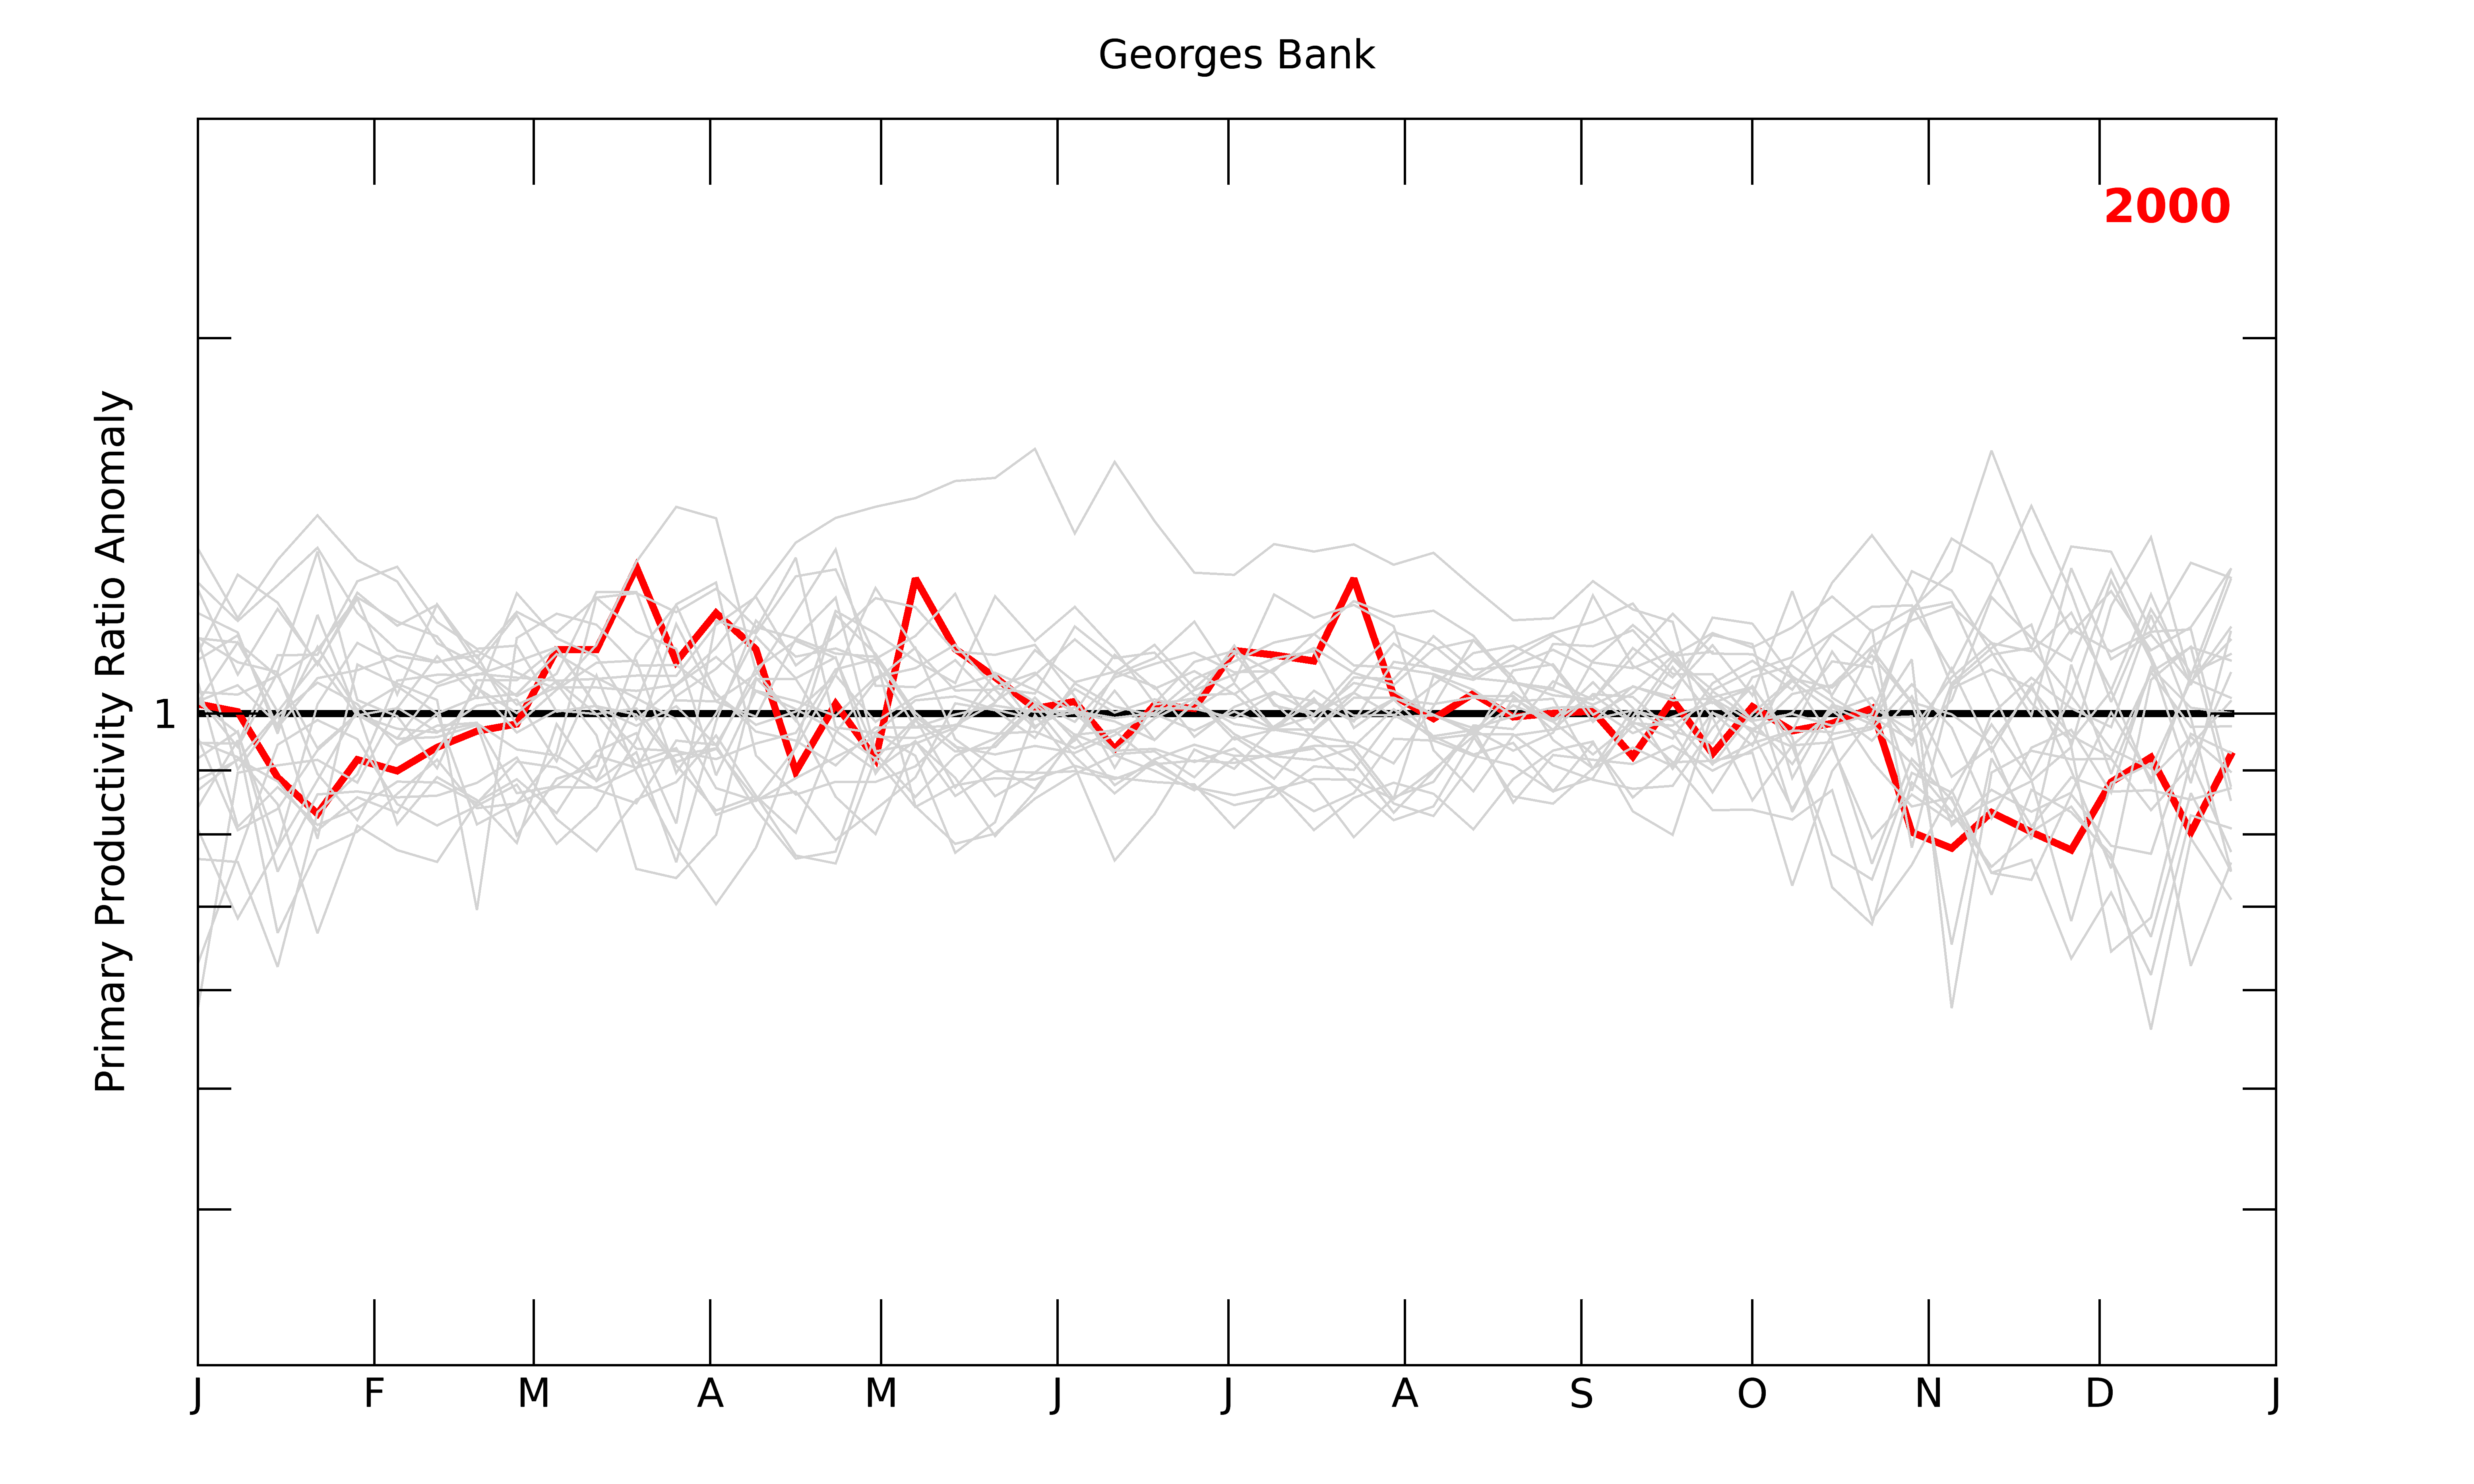 Georges Bank
2000
Primary Productivity Ratio Anomaly
1
J F M A M J J A S O N D J